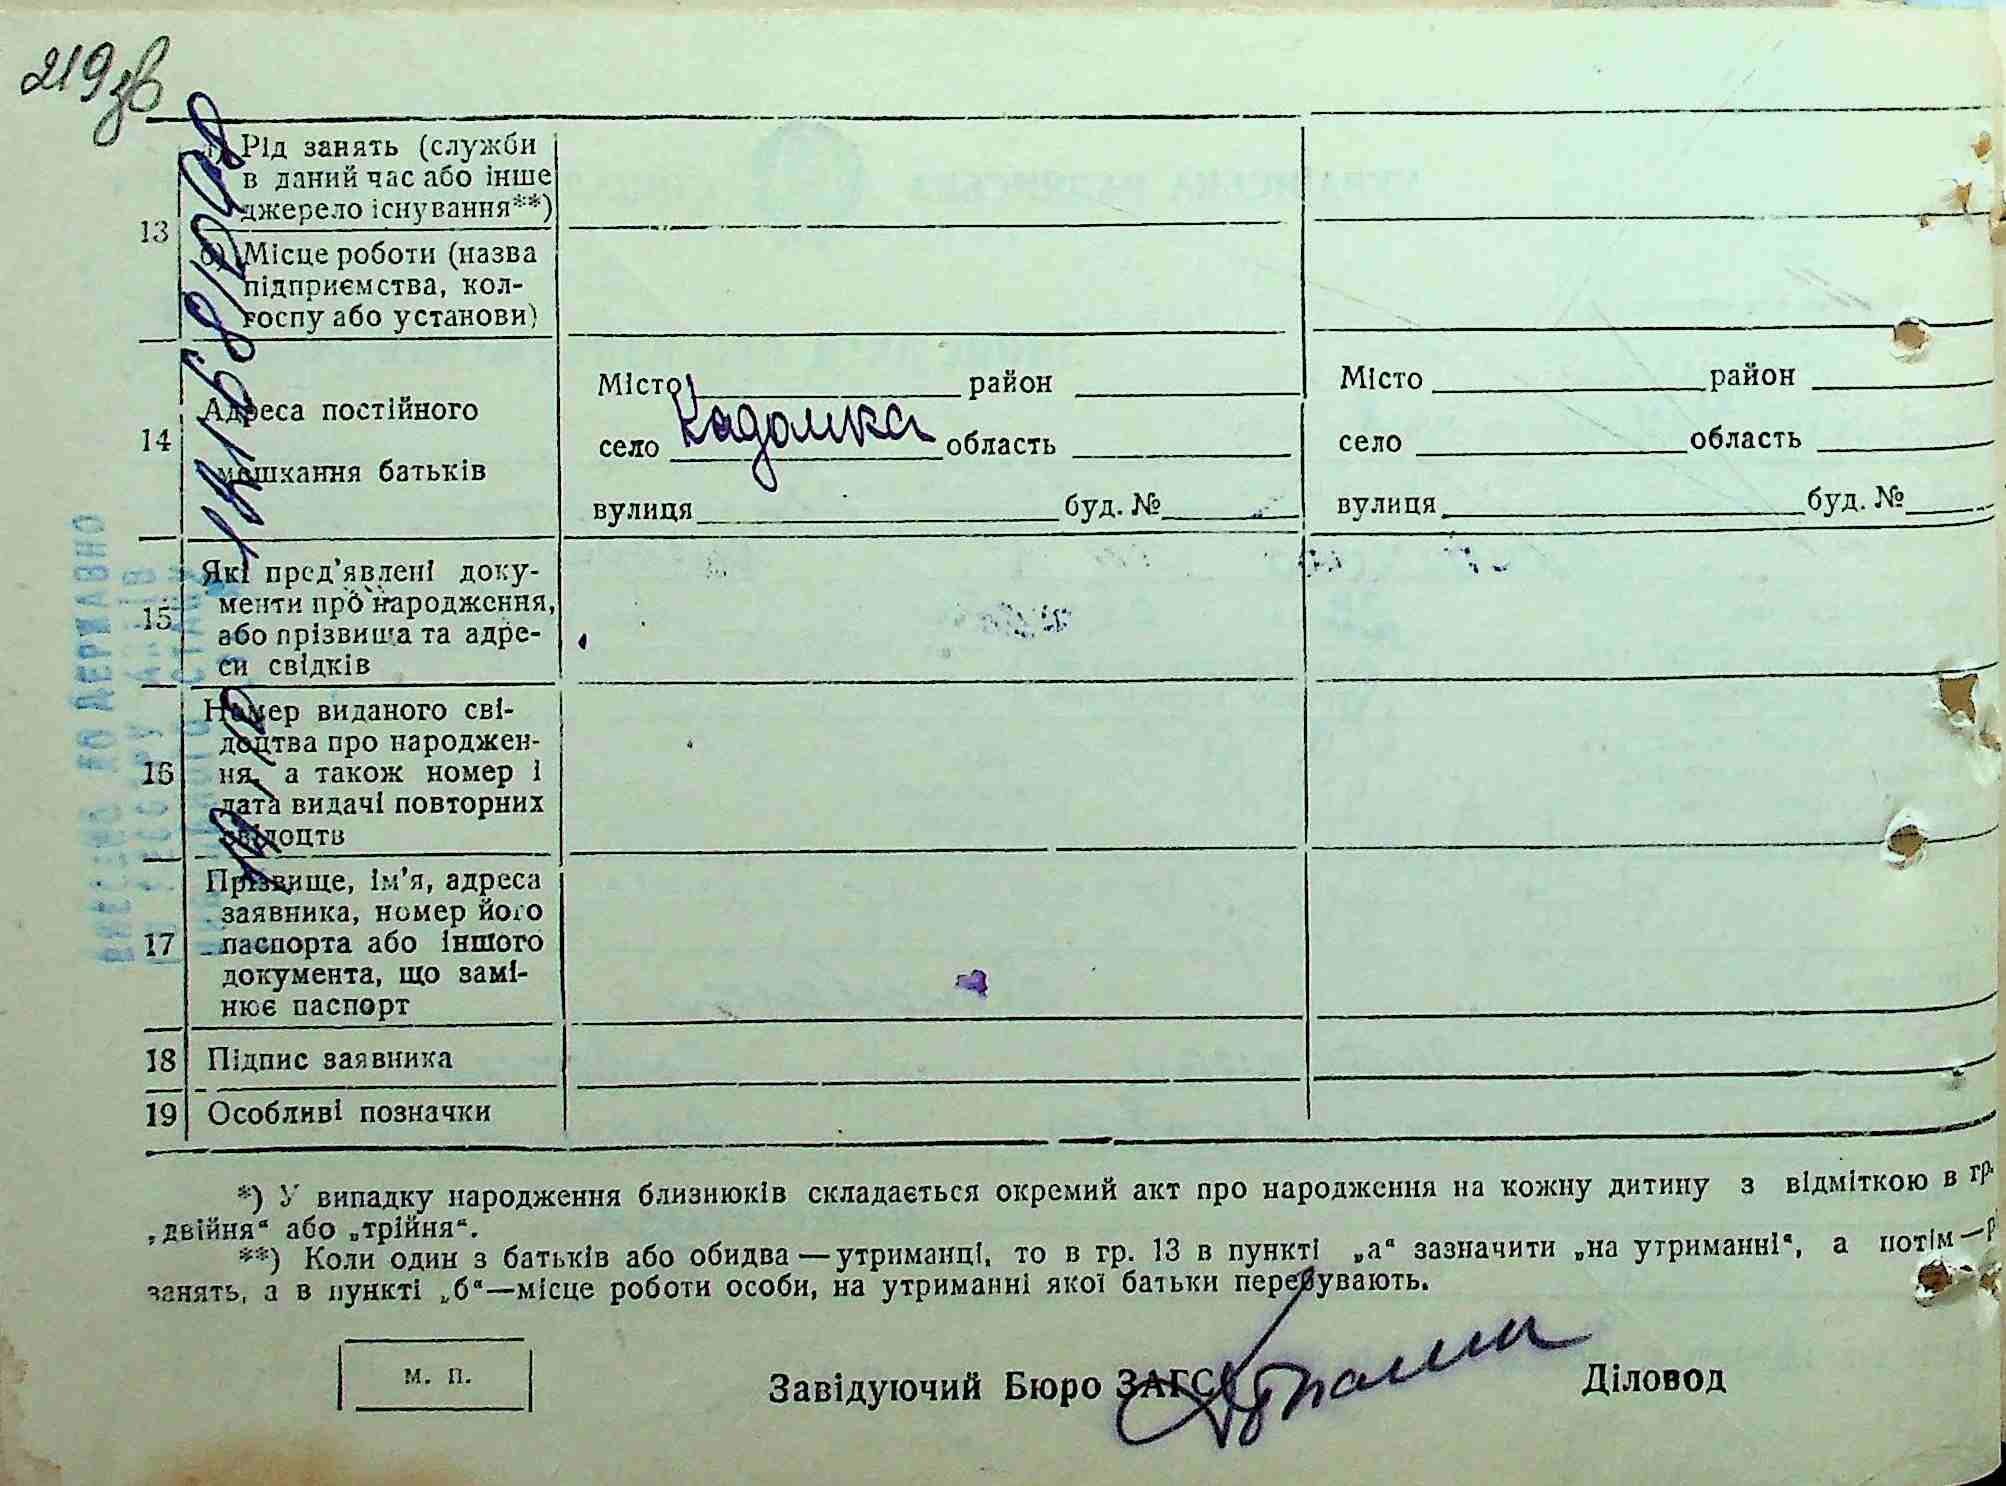 219зв
а) Рід занять (служби
в даний час або інше
джерело існування**)
13
б) Місце роботи (назва
підприємства, кол-
госпу або установи)
14
Адреса постійного
мешкання батьків
Місто район
село Кадомка область
вулиця буд. №
Місто район
село область
вулиця буд. №
15
Які пред’явлені доку-
менти про народження,
або прізвища та адре-
си свідків
16
Номер виданого сві-
доцтва про народжен-
ня, а також номер і
дата видачі повторних
свідоцтв
17
Прізвище, ім’я, адреса
заявника, номер його
паспорта або іншого
документа, що замі-
нює паспорт
18 Підпис заявника
19 Особливі позначки
ВНЕСЕНО ДО ДЕРЖАВНО
*) У випадку народження близнюків складається окремий акт про народження на кожну дитину з відміткою в гр.
„двійня“ або „трійня“.
**) Коли один з батьків або обидва—утриманці, то в гр. 13 в пункті „а“ зазначити „на утриманні“, а потім—р
занять, а в пункті „б“—місце роботи особи, на утриманні якої батьки перебувають.
м. п.
Завідуючий Бюро ЗАГС
Діловод